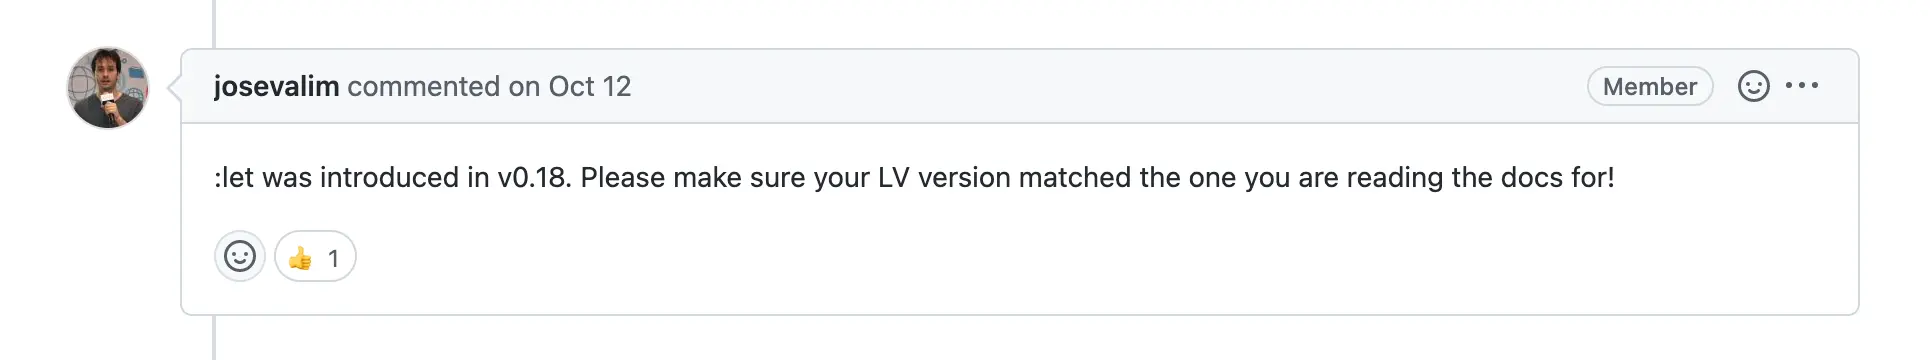 josevalim commented on Oct 12 Member
:let was introduced in v0.18. Please make sure your LV version matched the one you are reading the docs for!
👍 1